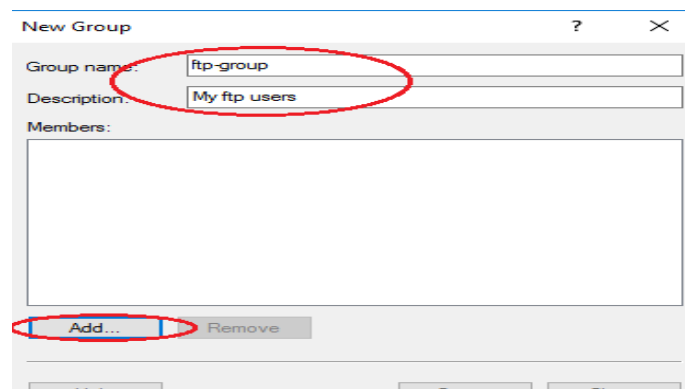 New Group
Group name: ftp-group
Description: My ftp users
Members:
Add... Remove